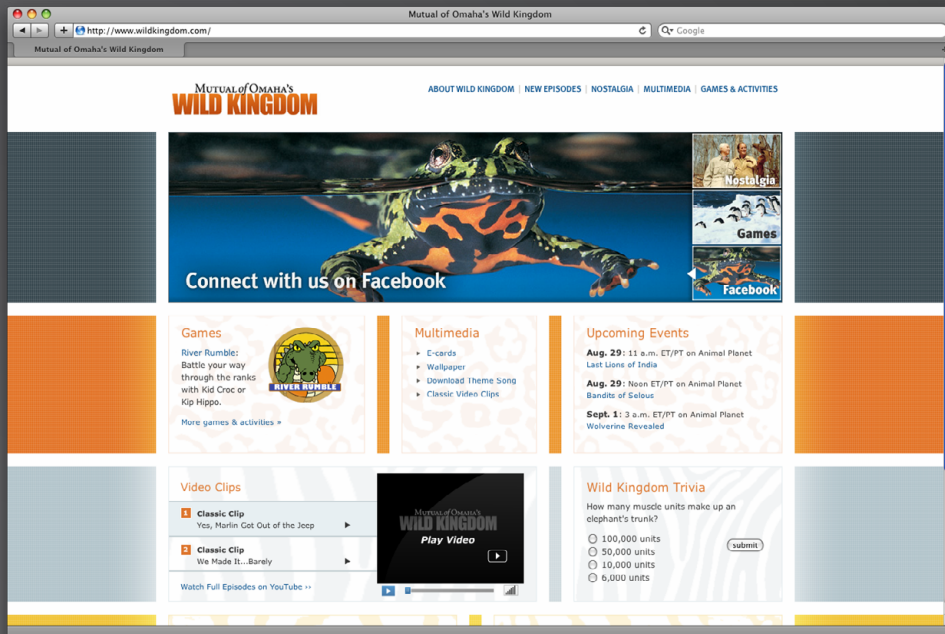 Mutual of Omaha's Wild Kingdom
http://www.wildkingdom.com/
Google
Mutual of Omaha's Wild Kingdom
MUTUAL of OMAHA'S
WILD KINGDOM
ABOUT WILD KINGDOM | NEW EPISODES | NOSTALGIA | MULTIMEDIA | GAMES & ACTIVITIES
Nostalgia
Games
Facebook
Connect with us on Facebook
Games
River Rumble:
Battle your way
through the ranks
with Kid Croc or
Kip Hippo.
RIVER RUMBLE
More games & activities »
Multimedia
E-cards
Wallpaper
Download Theme Song
Classic Video Clips
Upcoming Events
Aug. 29: 11 a.m. ET/PT on Animal Planet
Last Lions of India
Aug. 29: Noon ET/PT on Animal Planet
Bandits of Selous
Sept. 1: 3 a.m. ET/PT on Animal Planet
Wolverine Revealed
Video Clips
1 Classic Clip
Yes, Marlin Got Out of the Jeep
2 Classic Clip
We Made It...Barely
Watch Full Episodes on YouTube >>
MUTUAL of OMAHA'S
WILD KINGDOM
Play Video
Wild Kingdom Trivia
How many muscle units make up an
elephant's trunk?
100,000 units
50,000 units
10,000 units
6,000 units
submit